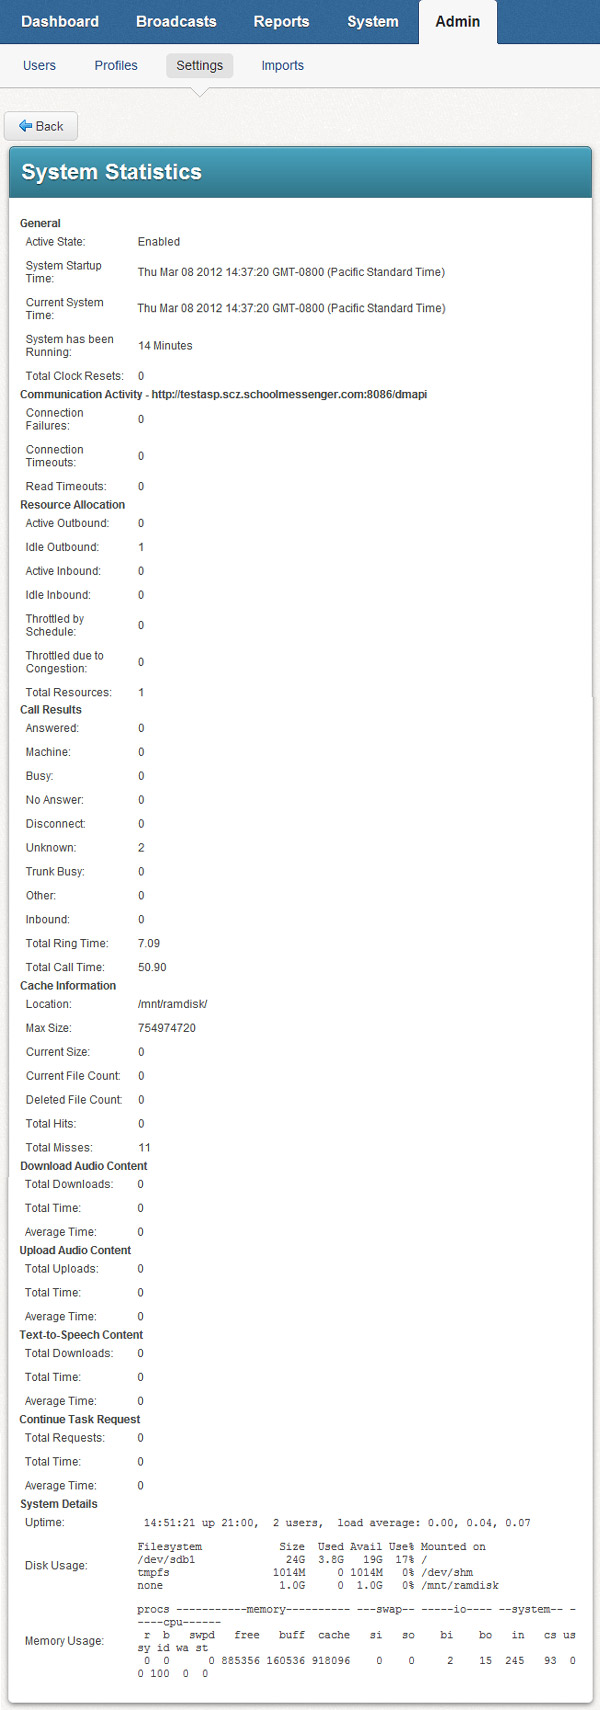 Dashboard Broadcasts Reports System Admin
Users Profiles Settings Imports
Back
System Statistics
General
Active State: Enabled
System Startup
Time: Thu Mar 08 2012 14:37:20 GMT-0800 (Pacific Standard Time)
Current System
Time: Thu Mar 08 2012 14:37:20 GMT-0800 (Pacific Standard Time)
System has been
Running: 14 Minutes
Total Clock Resets: 0
Communication Activity - http://testasp.scz.schoolmessenger.com:8086/dmapi
Connection
Failures: 0
Connection
Timeouts: 0
Read Timeouts: 0
Resource Allocation
Active Outbound: 0
Idle Outbound: 1
Active Inbound: 0
Idle Inbound: 0
Throttled by
Schedule: 0
Throttled due to
Congestion: 0
Total Resources: 1
Call Results
Answered: 0
Machine: 0
Busy: 0
No Answer: 0
Disconnect: 0
Unknown: 2
Trunk Busy: 0
Other: 0
Inbound: 0
Total Ring Time: 7.09
Total Call Time: 50.90
Cache Information
Location: /mnt/ramdisk/
Max Size: 754974720
Current Size: 0
Current File Count: 0
Deleted File Count: 0
Total Hits: 0
Total Misses: 11
Download Audio Content
Total Downloads: 0
Total Time: 0
Average Time: 0
Upload Audio Content
Total Uploads: 0
Total Time: 0
Average Time: 0
Text-to-Speech Content
Total Downloads: 0
Total Time: 0
Average Time: 0
Continue Task Request
Total Requests: 0
Total Time: 0
Average Time: 0
System Details
Uptime: 14:51:21 up 21:00, 2 users, load average: 0.00, 0.04, 0.07
Disk Usage:
Filesystem Size Used Avail Use% Mounted on
/dev/sdb1 24G 3.8G 19G 17% /
tmpfs 1014M 0 1014M 0% /dev/shm
none 1.0G 0 1.0G 0% /mnt/ramdisk
Memory Usage:
procs -----------memory---------- ---swap-- -----io---- --system-- -
----cpu------
r b swpd free buff cache si so bi bo in cs us
sy id wa st
0 0 0 885356 160536 918096 0 0 2 15 245 93 0
0 100 0 0